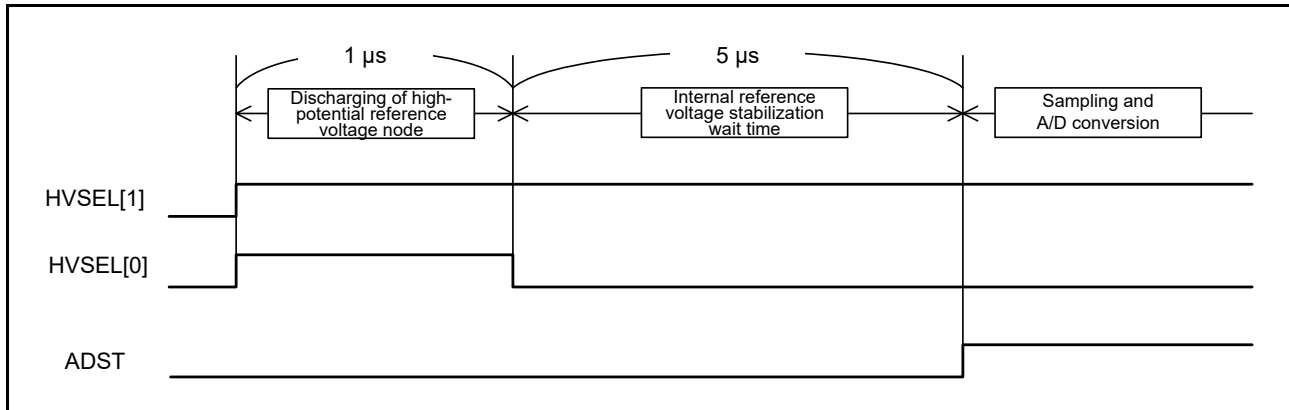 1 µs
5 µs
Discharging of high-
potential reference
voltage node
Internal reference
voltage stabilization
wait time
Sampling and
A/D conversion
HVSEL[1]
HVSEL[0]
ADST